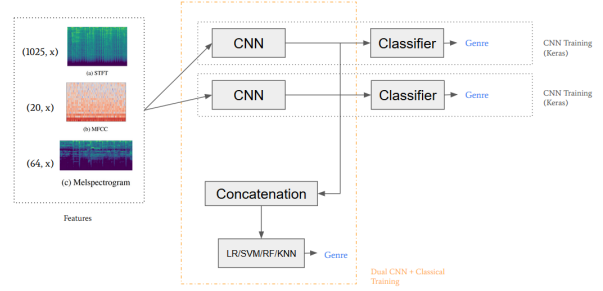 (1025, x)
(a) STFT
(20, x)
(b) MFCC
(64, x)
(c) Melspectrogram
Features
CNN
Classifier
Genre
CNN Training
(Keras)
CNN
Classifier
Genre
CNN Training
(Keras)
Concatenation
LR/SVM/RF/KNN
Genre
Dual CNN + Classical
Training